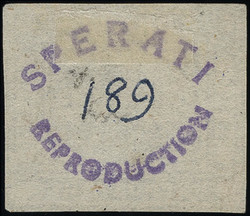 SPERATI
189
REPRODUCTION